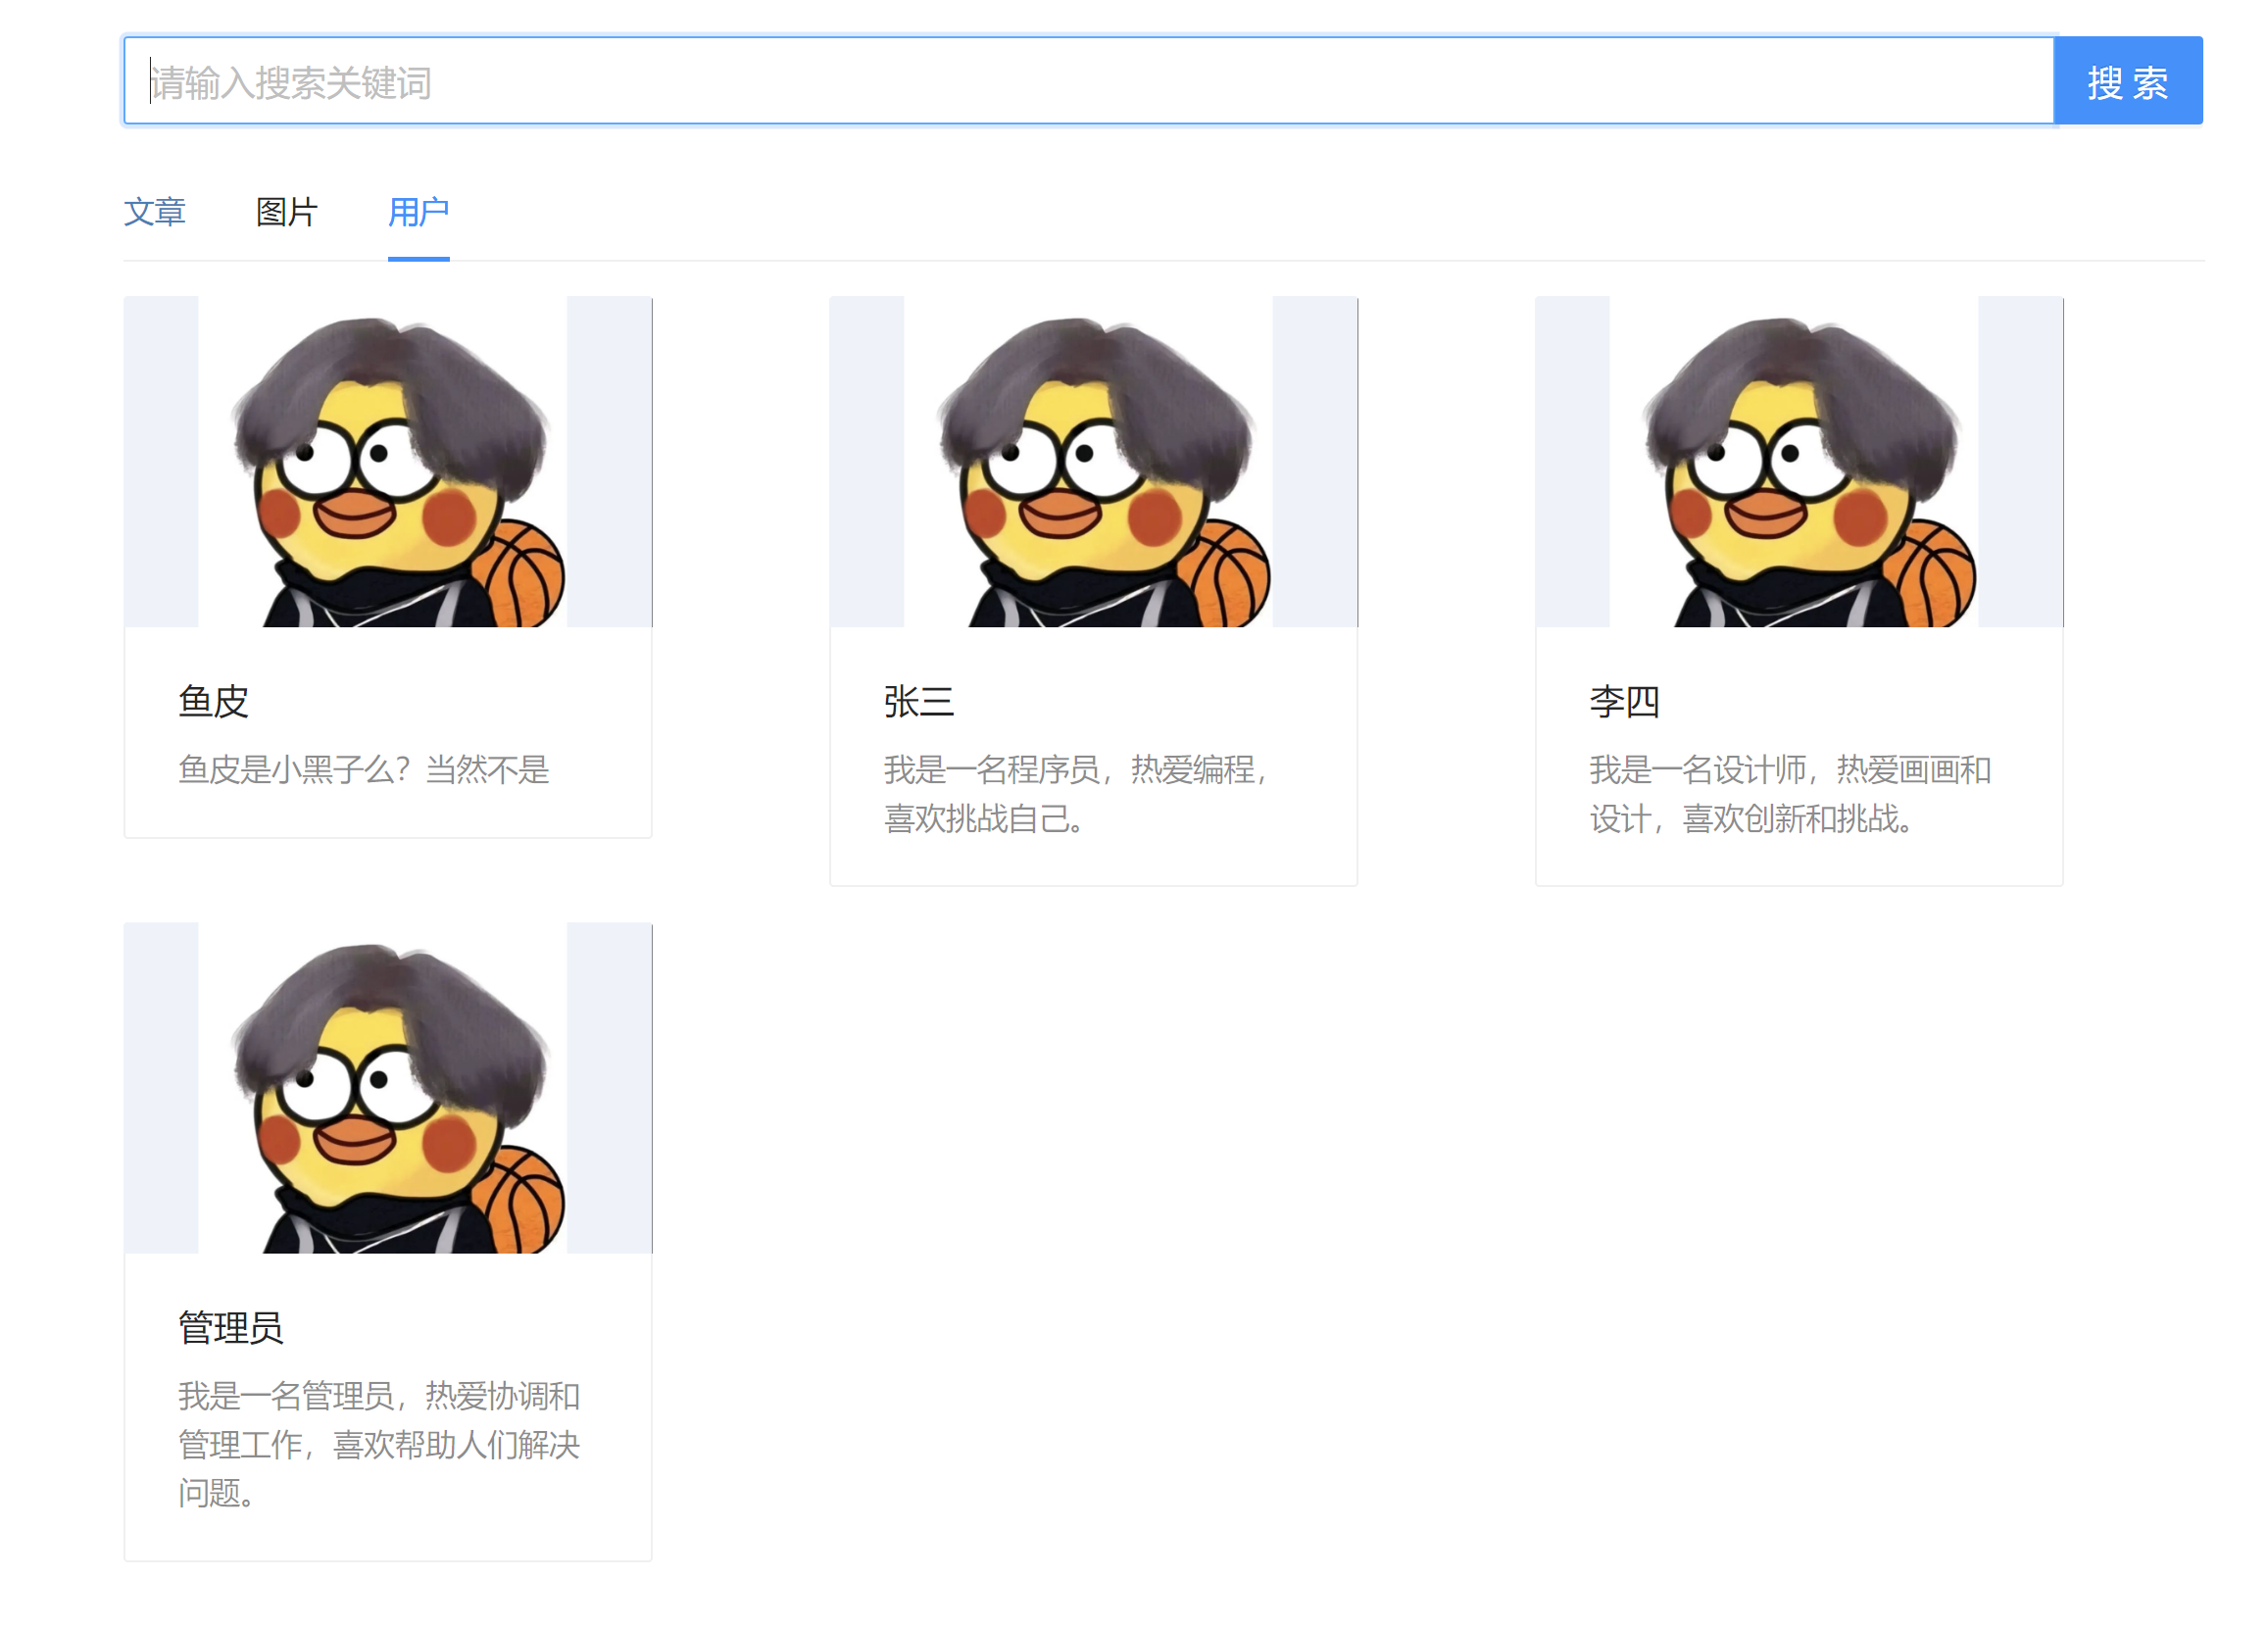 请输入搜索关键词
搜 索
文章 图片 用户
鱼皮
鱼皮是小黑子么？当然不是
张三
我是一名程序员，热爱编程，
喜欢挑战自己。
李四
我是一名设计师，热爱画画和
设计，喜欢创新和挑战。
管理员
我是一名管理员，热爱协调和
管理工作，喜欢帮助人们解决
问题。